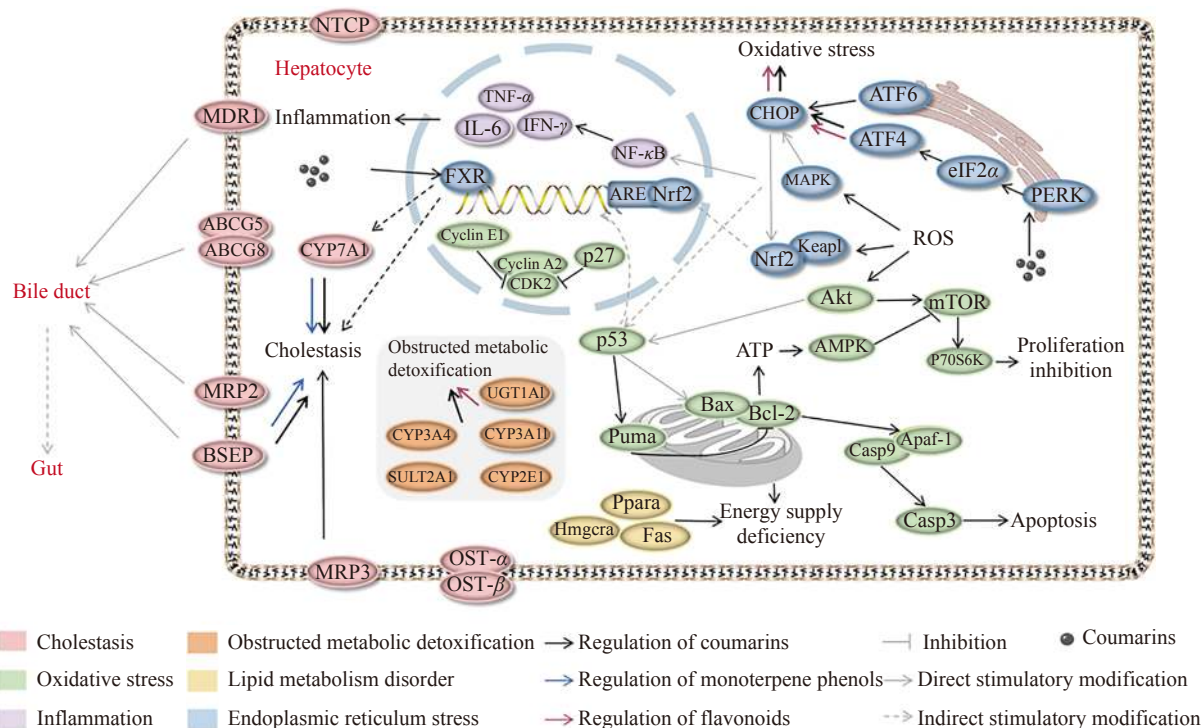 NTCP
Hepatocyte
Oxidative stress
MDR1
Inflammation
TNF-α
IL-6
IFN-γ
NF-κB
CHOP
ATF6
ATF4
eIF2α
PERK
MAPK
FXR
ARE
Nrf2
ABCG5
ABCG8
CYP7A1
Cyclin E1
Cyclin A2
CDK2
p27
Nrf2
Keapl
ROS
Bile duct
Akt
mTOR
Cholestasis
p53
ATP
AMPK
P70S6K
Proliferation
inhibition
Obstructed metabolic
detoxification
UGT1Al
CYP3A4
CYP3A1l
SULT2A1
CYP2E1
MRP2
BSEP
Gut
Bax
Bcl-2
Puma
Casp9
Apaf-1
Casp3
Apoptosis
Ppara
Hmgcra
Fas
Energy supply
deficiency
MRP3
OST-α
OST-β
Cholestasis
Obstructed metabolic detoxification
Regulation of coumarins
Inhibition
Coumarins
Oxidative stress
Lipid metabolism disorder
Regulation of monoterpene phenols
Direct stimulatory modification
Inflammation
Endoplasmic reticulum stress
Regulation of flavonoids
Indirect stimulatory modification